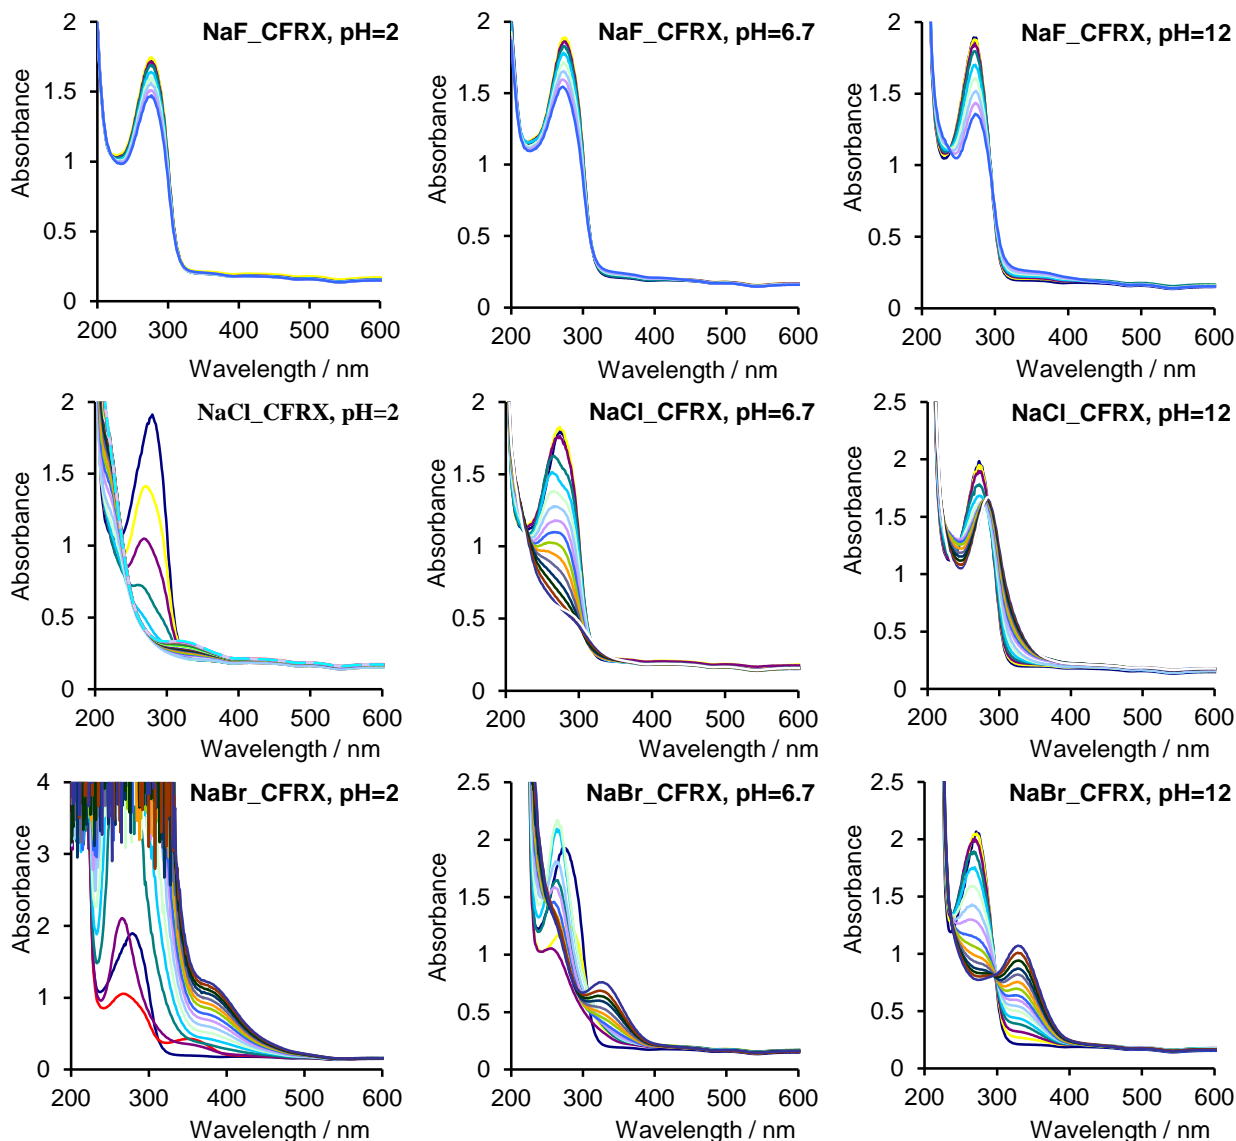 NaF_CFRX, pH=2
2
1.5
1
0.5
0
Absorbance
200 300 400 500 600
Wavelength / nm
NaF_CFRX, pH=6.7
2
1.5
1
0.5
0
Absorbance
200 300 400 500 600
Wavelength / nm
NaF_CFRX, pH=12
2
1.5
1
0.5
0
Absorbance
200 300 400 500 600
Wavelength / nm
NaCl_CFRX, pH=2
2
1.5
1
0.5
0
Absorbance
200 300 400 500 600
Wavelength / nm
NaCl_CFRX, pH=6.7
2
1.5
1
0.5
0
Absorbance
200 300 400 500 600
Wavelength / nm
NaCl_CFRX, pH=12
2.5
2
1.5
1
0.5
0
Absorbance
200 300 400 500 600
Wavelength / nm
NaBr_CFRX, pH=2
4
3
2
1
0
Absorbance
200 300 400 500 600
Wavelength / nm
NaBr_CFRX, pH=6.7
2.5
2
1.5
1
0.5
0
Absorbance
200 300 400 500 600
Wavelength / nm
NaBr_CFRX, pH=12
2.5
2
1.5
1
0.5
0
Absorbance
200 300 400 500 600
Wavelength / nm